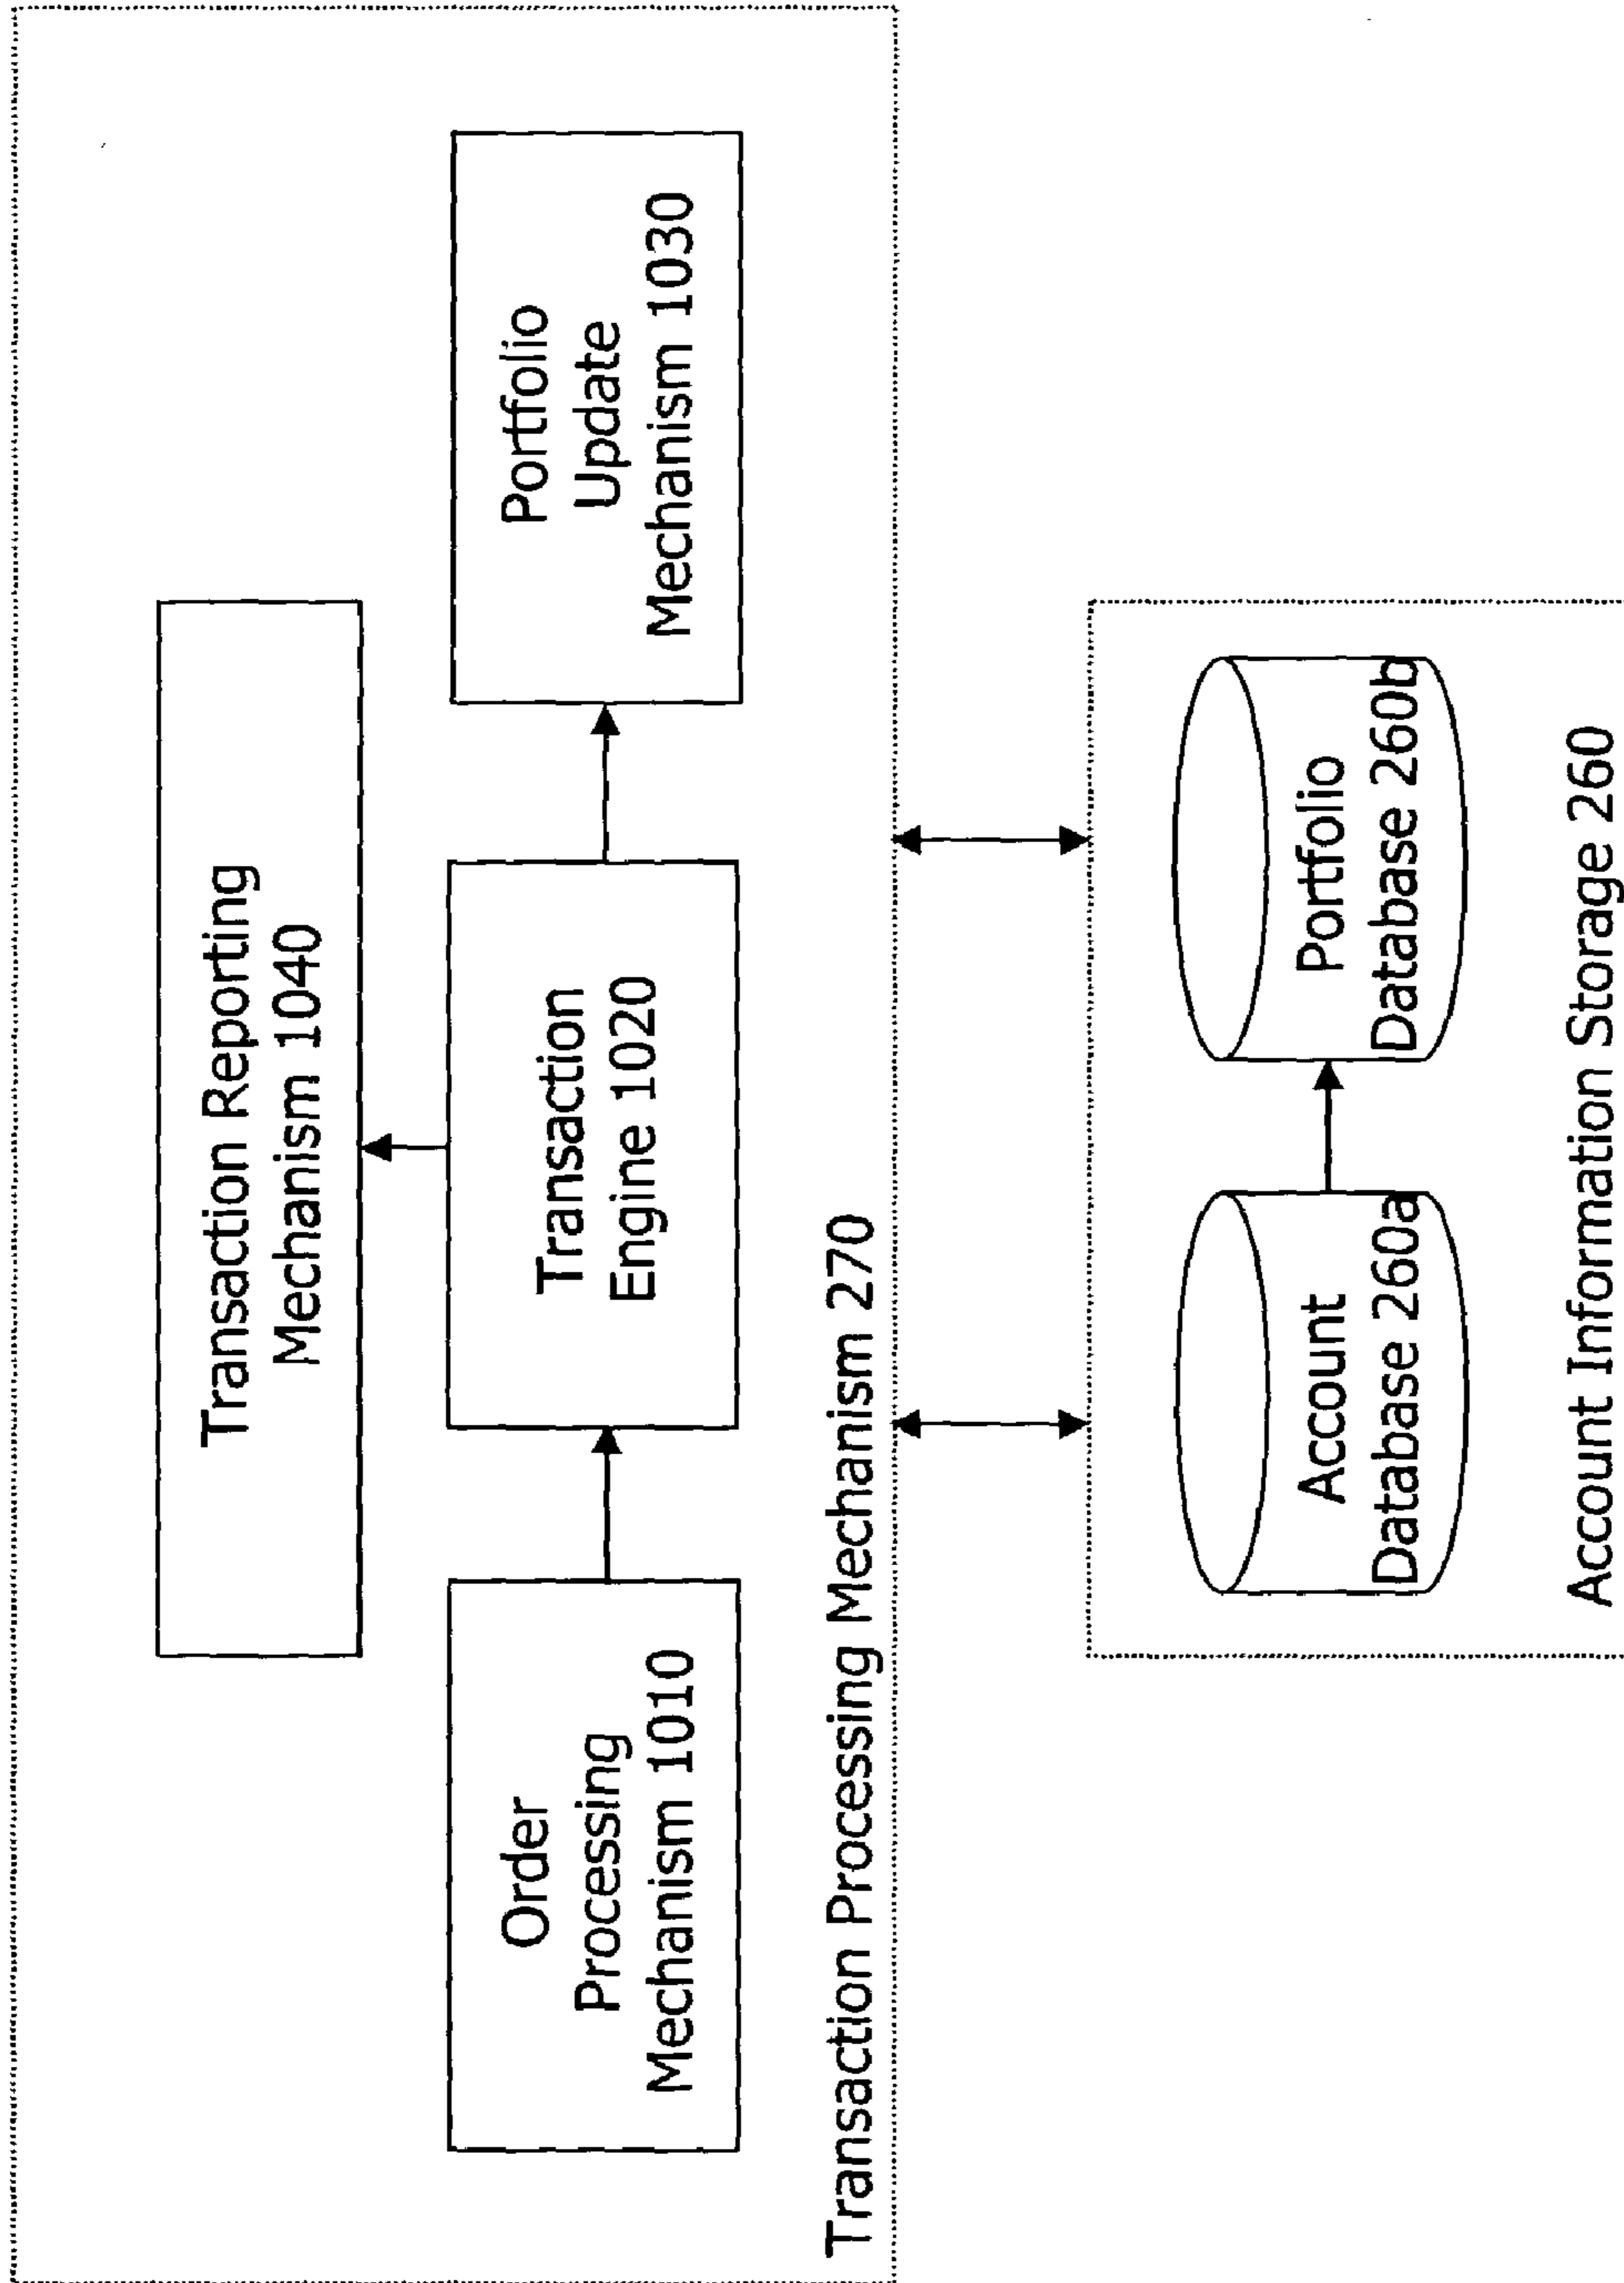 Transaction Reporting
Mechanism 1040
Order
Processing
Mechanism 1010
Transaction
Engine 1020
Portfolio
Update
Mechanism 1030
Transaction Processing Mechanism 270
Account
Database 260a
Portfolio
Database 260b
Account Information Storage 260